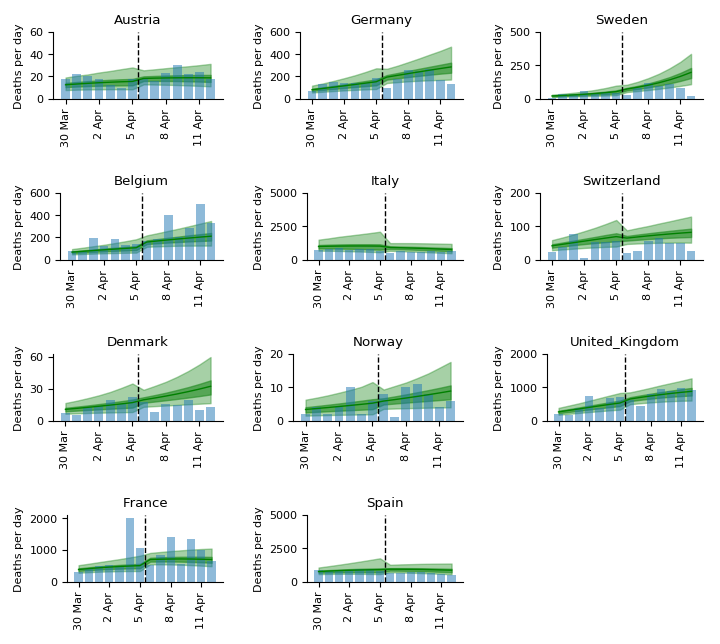 Austria
Deaths per day
60
40
20
0
30 Mar
2 Apr
5 Apr
8 Apr
11 Apr
Germany
Deaths per day
600
400
200
0
30 Mar
2 Apr
5 Apr
8 Apr
11 Apr
Sweden
Deaths per day
500
250
0
30 Mar
2 Apr
5 Apr
8 Apr
11 Apr
Belgium
Deaths per day
600
400
200
0
30 Mar
2 Apr
5 Apr
8 Apr
11 Apr
Italy
Deaths per day
5000
2500
0
30 Mar
2 Apr
5 Apr
8 Apr
11 Apr
Switzerland
Deaths per day
200
100
0
30 Mar
2 Apr
5 Apr
8 Apr
11 Apr
Denmark
Deaths per day
60
30
0
30 Mar
2 Apr
5 Apr
8 Apr
11 Apr
Norway
Deaths per day
20
10
0
30 Mar
2 Apr
5 Apr
8 Apr
11 Apr
United_Kingdom
Deaths per day
2000
1000
0
30 Mar
2 Apr
5 Apr
8 Apr
11 Apr
France
Deaths per day
2000
1000
0
30 Mar
2 Apr
5 Apr
8 Apr
11 Apr
Spain
Deaths per day
5000
2500
0
30 Mar
2 Apr
5 Apr
8 Apr
11 Apr